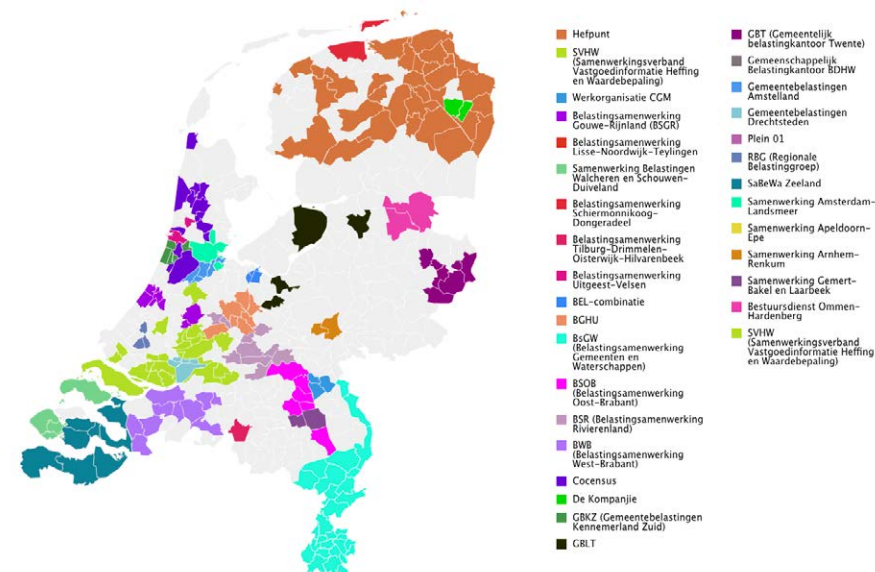 Hefpunt
SVHW
(Samenwerkingsverband
Vastgoedinformatie Heffing
en Waardebepaling)
Werkorganisatie CGM
Belastingsamenwerking
Gouwe-Rijnland (BSGR)
Belastingsamenwerking
Lisse-Noordwijk-Teylingen
Samenwerking Belastingen
Walcheren en Schouwen-
Duiveland
Belastingsamenwerking
Schiermonnikoog-
Dongeradeel
Belastingsamenwerking
Tilburg-Drimmelen-
Oisterwijk-Hilvarenbeek
Belastingsamenwerking
Uitgeest-Velsen
BEL-combinatie
BGHU
BsGW
(Belastingsamenwerking
Gemeenten en
Waterschappen)
BSOB
(Belastingsamenwerking
Oost-Brabant)
BSR (Belastingsamenwerking
Rivierenland)
BWB
(Belastingsamenwerking
West-Brabant)
Cocensus
De Kompanjie
GBKZ (Gemeentebelastingen
Kennemerland Zuid)
GBLT
GBT (Gemeentelijk
belastingkantoor Twente)
Gemeenschappelijk
Belastingkantoor BDHW
Gemeentebelastingen
Amstelland
Gemeentebelastingen
Drechtsteden
Plein 01
RBG (Regionale
Belastinggroep)
SaBeWa Zeeland
Samenwerking Amsterdam-
Landsmeer
Samenwerking Apeldoorn-
Epe
Samenwerking Arnhem-
Renkum
Samenwerking Gemert-
Bakel en Laarbeek
Bestuursdienst Ommen-
Hardenberg
SVHW
(Samenwerkingsverband
Vastgoedinformatie Heffing
en Waardebepaling)